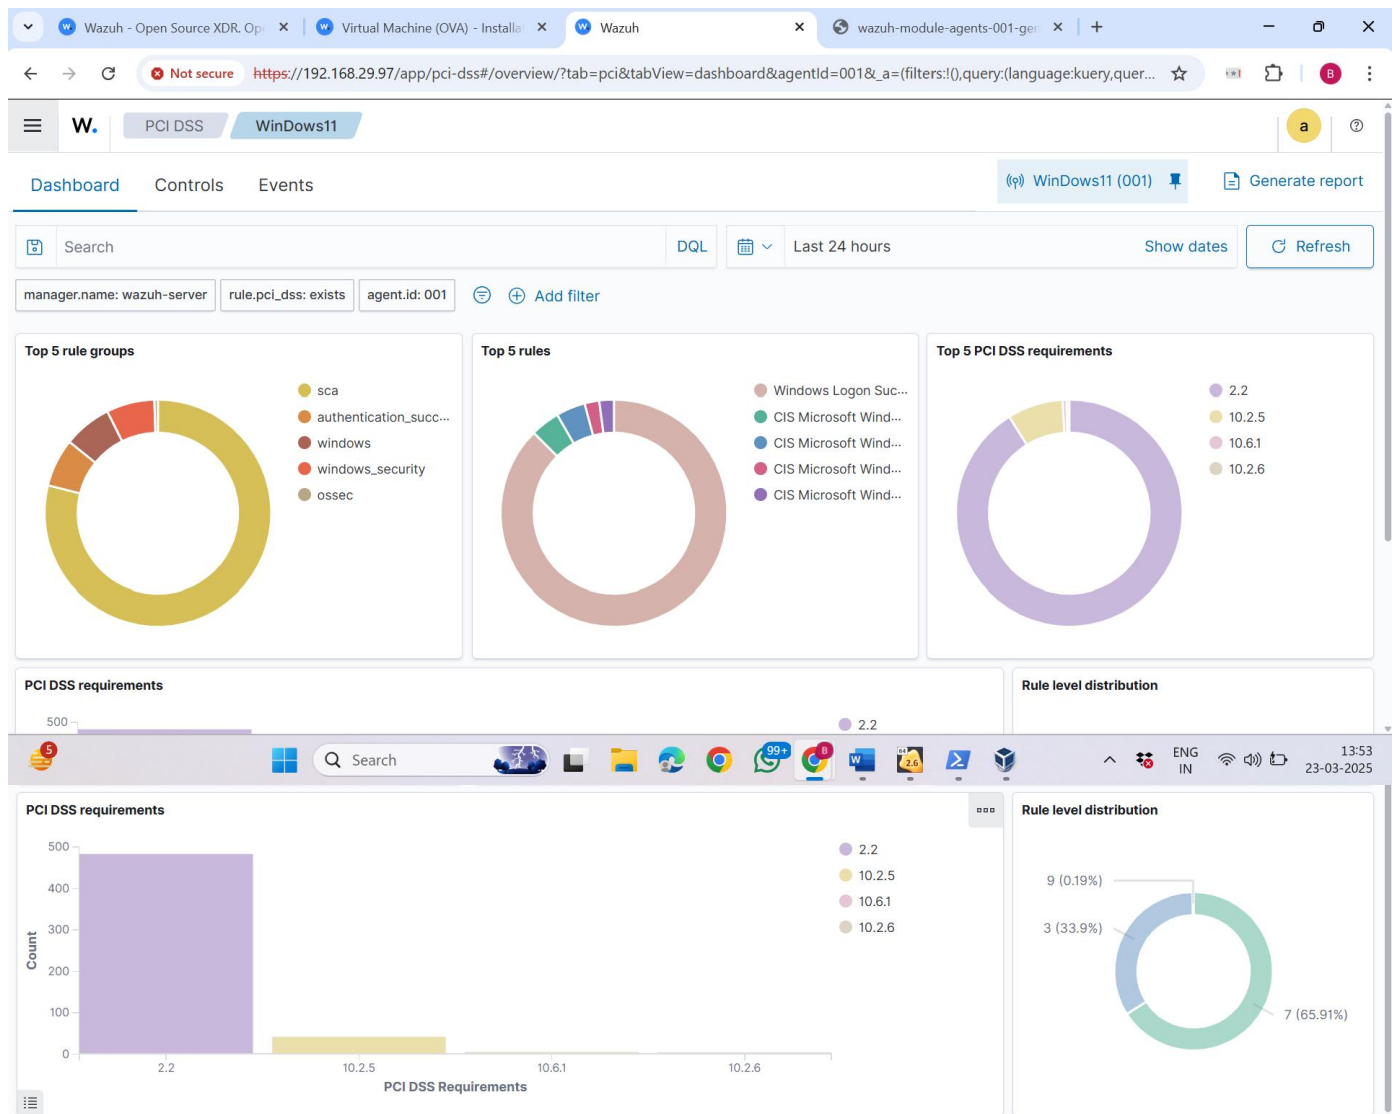 Wazuh - Open Source XDR. Op
Virtual Machine (OVA) - Installa
Wazuh
wazuh-module-agents-001-gen
Not secure https://192.168.29.97/app/pci-dss#/overview/?tab=pci&tabView=dashboard&agentId=001&_a=(filters:!(),query:(language:kuery,quer... B
W. PCI DSS WinDows11 a
Dashboard Controls Events WinDows11 (001) Generate report
Search DQL Last 24 hours Show dates Refresh
manager.name: wazuh-server rule.pci_dss: exists agent.id: 001 Add filter
Top 5 rule groups
sca
authentication_succ...
windows
windows_security
ossec
Top 5 rules
Windows Logon Suc...
CIS Microsoft Wind...
CIS Microsoft Wind...
CIS Microsoft Wind...
CIS Microsoft Wind...
Top 5 PCI DSS requirements
2.2
10.2.5
10.6.1
10.2.6
PCI DSS requirements
500
2.2
Rule level distribution
5 Search 99+ B W 64 2.6 ENG IN 13:53
23-03-2025
PCI DSS requirements
500
400
300
200
100
0
Count
2.2 10.2.5 10.6.1 10.2.6
PCI DSS Requirements
2.2
10.2.5
10.6.1
10.2.6
Rule level distribution
9 (0.19%)
3 (33.9%)
7 (65.91%)